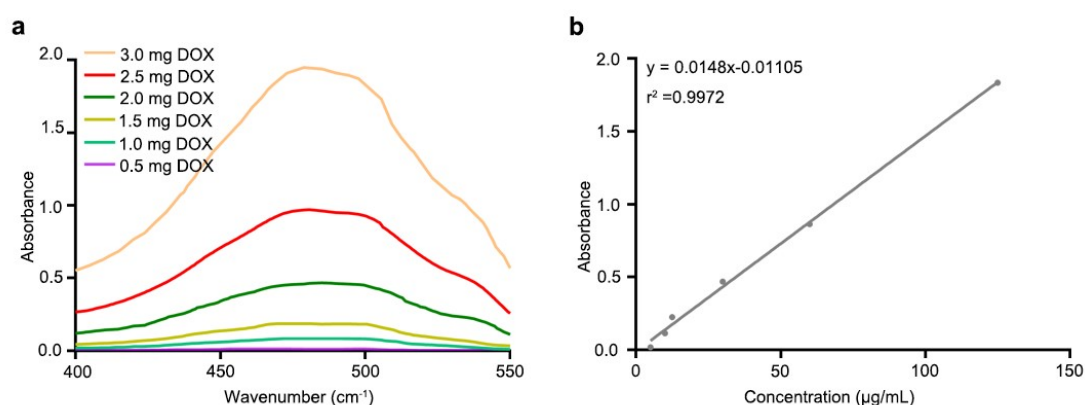 a
2.0
1.5
1.0
0.5
0.0
Absorbance
3.0 mg DOX
2.5 mg DOX
2.0 mg DOX
1.5 mg DOX
1.0 mg DOX
0.5 mg DOX
400 450 500 550
Wavenumber (cm⁻¹)
b
2.0
1.5
1.0
0.5
0.0
Absorbance
y = 0.0148x-0.01105
r² =0.9972
0 50 100 150
Concentration (µg/mL)